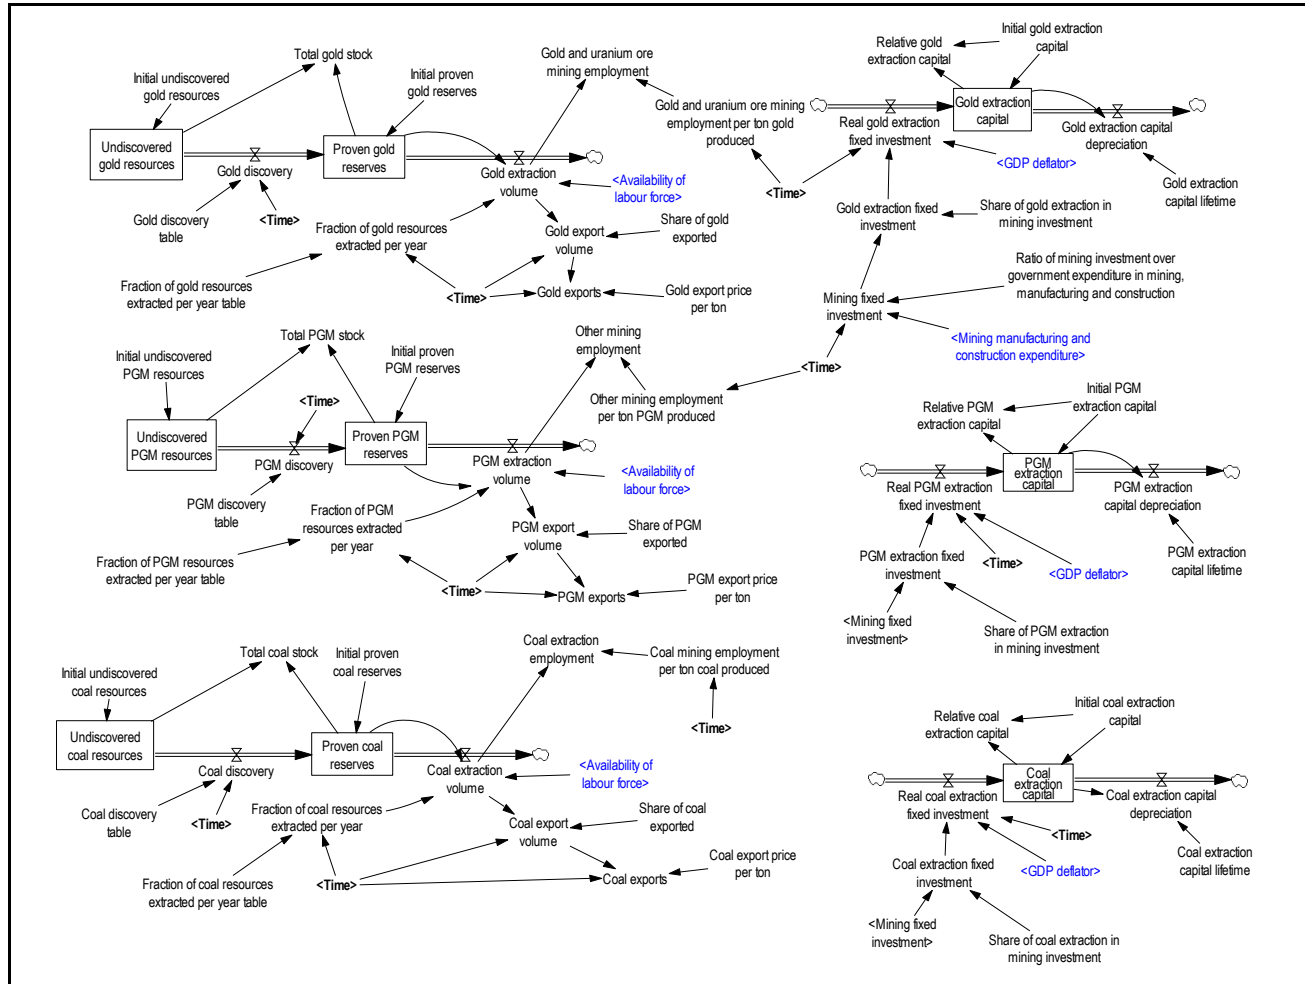 Total gold stock
Initial undiscovered
gold resources
Initial proven
gold reserves
Gold and uranium ore
mining employment
Gold and uranium ore mining
employment per ton gold
produced
Undiscovered
gold resources
Gold discovery
Proven gold
reserves
Gold extraction
volume
<Availability of
labour force>
Gold discovery
table
<Time>
Fraction of gold resources
extracted per year
Gold export
volume
Share of gold
exported
Fraction of gold resources
extracted per year table
<Time>
Gold exports
Gold export price
per ton
Relative gold
extraction capital
Initial gold extraction
capital
Gold extraction
capital
Real gold extraction
fixed investment
Gold extraction capital
depreciation
<GDP deflator>
<Time>
Gold extraction
capital lifetime
Gold extraction fixed
investment
Share of gold extraction in
mining investment
Ratio of mining investment over
government expenditure in mining,
manufacturing and construction
Mining fixed
investment
<Mining manufacturing and
construction expenditure>
<Time>
Total PGM stock
Initial undiscovered
PGM resources
Initial proven
PGM reserves
Other mining
employment
Other mining employment
per ton PGM produced
<Time>
Undiscovered
PGM resources
PGM discovery
Proven PGM
reserves
PGM extraction
volume
<Availability of
labour force>
PGM discovery
table
Fraction of PGM
resources extracted
per year
PGM export
volume
Share of PGM
exported
Fraction of PGM resources
extracted per year table
<Time>
PGM exports
PGM export price
per ton
Relative PGM
extraction capital
Initial PGM
extraction capital
PGM
extraction
capital
Real PGM extraction
fixed investment
PGM extraction
capital depreciation
PGM extraction fixed
investment
<Time>
<GDP deflator>
PGM extraction
capital lifetime
<Mining fixed
investment>
Share of PGM extraction
in mining investment
Total coal stock
Initial undiscovered
coal resources
Initial proven
coal reserves
Coal extraction
employment
Coal mining employment
per ton coal produced
<Time>
Undiscovered
coal resources
Coal discovery
Proven coal
reserves
Coal extraction
volume
<Availability of
labour force>
Coal discovery
table
<Time>
Fraction of coal resources
extracted per year
Coal export
volume
Share of coal
exported
Fraction of coal resources
extracted per year table
<Time>
Coal exports
Coal export price
per ton
Relative coal
extraction capital
Initial coal extraction
capital
Coal
extraction
capital
Real coal extraction
fixed investment
Coal extraction capital
depreciation
<Time>
Coal extraction fixed
investment
<GDP deflator>
Coal extraction
capital lifetime
<Mining fixed
investment>
Share of coal extraction in
mining investment